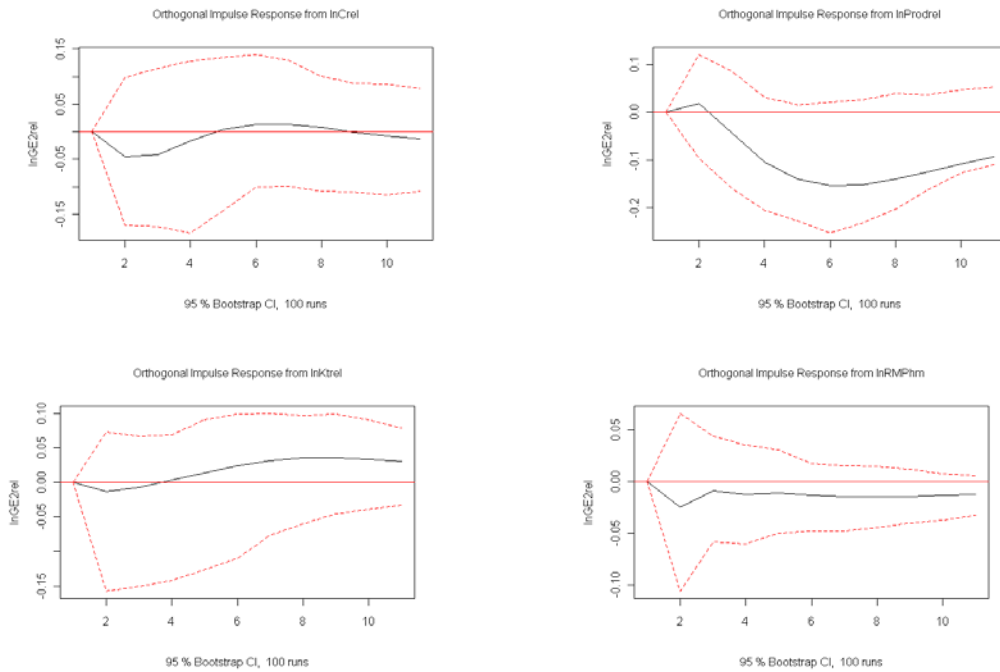 Orthogonal Impulse Response from lnCrel
lnGE2rel
0.15
0.05
-0.05
-0.15
2 4 6 8 10
95 % Bootstrap CI, 100 runs
Orthogonal Impulse Response from lnProdrel
lnGE2rel
0.1
0.0
-0.1
-0.2
2 4 6 8 10
95 % Bootstrap CI, 100 runs
Orthogonal Impulse Response from lnKtrel
lnGE2rel
0.10
0.05
0.00
-0.05
-0.15
2 4 6 8 10
95 % Bootstrap CI, 100 runs
Orthogonal Impulse Response from lnRMPhm
lnGE2rel
0.05
0.00
-0.05
-0.10
2 4 6 8 10
95 % Bootstrap CI, 100 runs